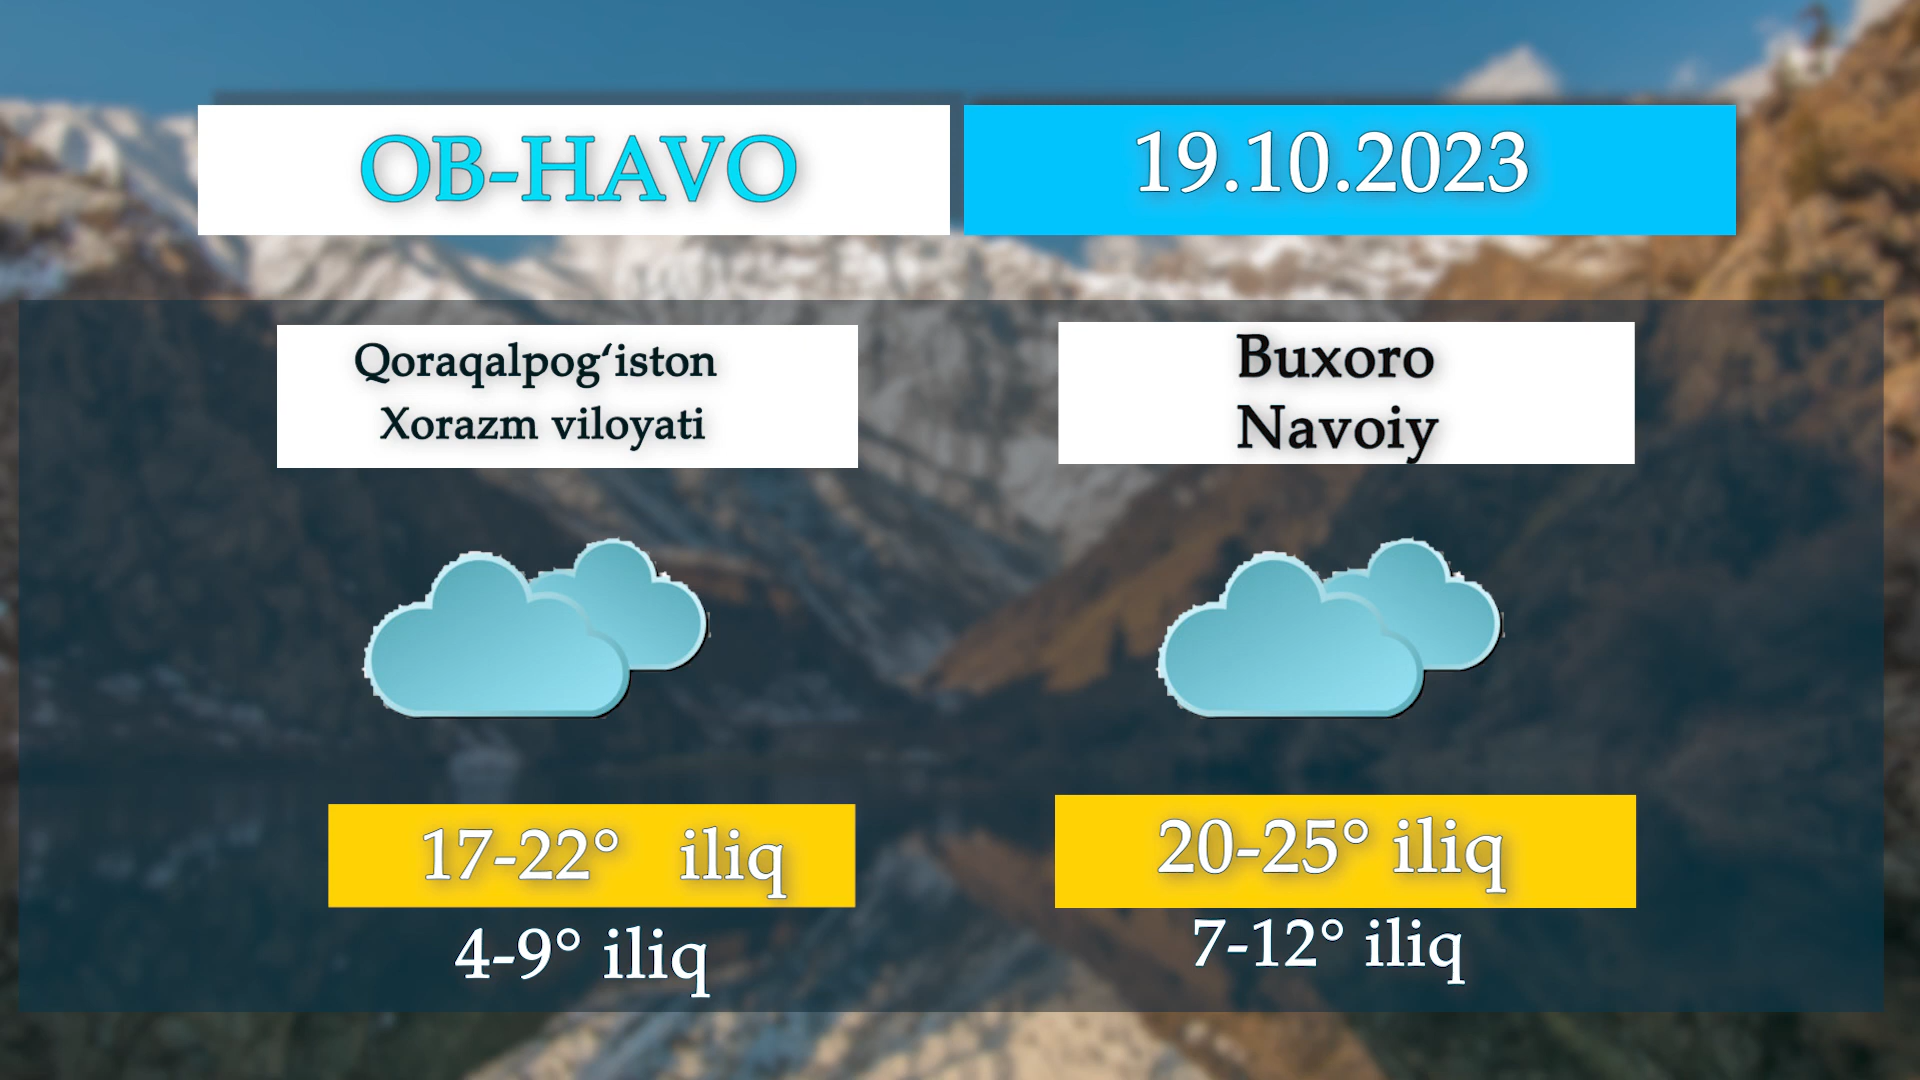 OB-HAVO
19.10.2023
Qoraqalpog‘iston
Xorazm viloyati
Buxoro
Navoiy
17-22° iliq
4-9° iliq
20-25° iliq
7-12° iliq